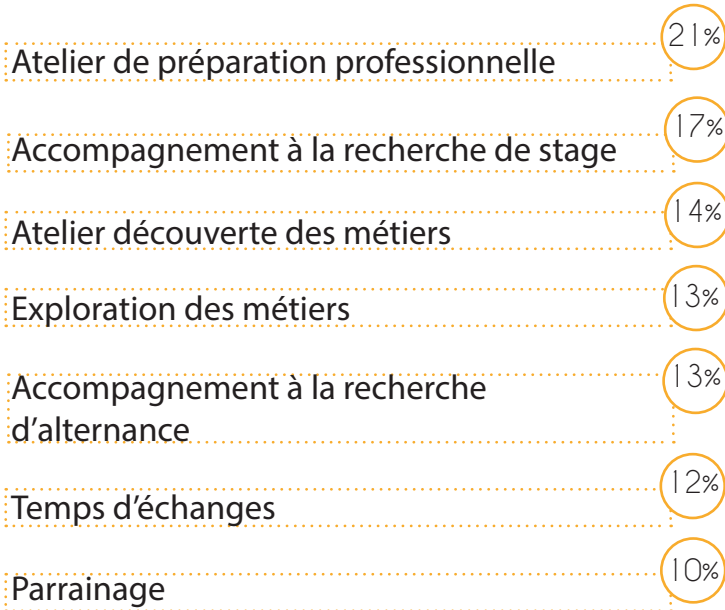 21%
Atelier de préparation professionnelle
17%
Accompagnement à la recherche de stage
14%
Atelier découverte des métiers
13%
Exploration des métiers
13%
Accompagnement à la recherche
d'alternance
12%
Temps d'échanges
10%
Parrainage